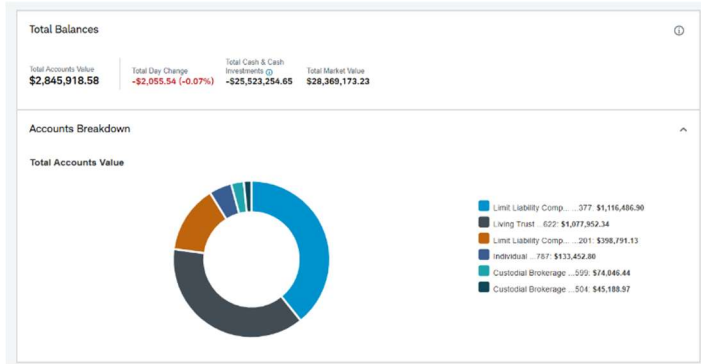 Total Balances
Total Accounts Value
$2,845,918.58
Total Day Change
-$2,055.54 (-0.07%)
Total Cash & Cash
Investments
-$25,523,254.65
Total Market Value
$28,369,173.23
Accounts Breakdown
Total Accounts Value
Limit Liability Comp... ...377: $1,116,486.90
Living Trust ...622: $1,077,952.34
Limit Liability Comp... ...201: $398,791.13
Individual ...787: $133,452.80
Custodial Brokerage ...599: $74,046.44
Custodial Brokerage ...504: $45,188.97